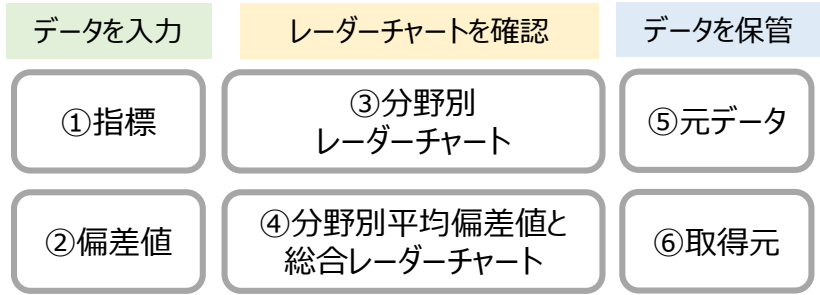 データを入力
レーダーチャートを確認
データを保管
①指標
③分野別
レーダーチャート
⑤元データ
②偏差値
④分野別平均偏差値と
総合レーダーチャート
⑥取得元